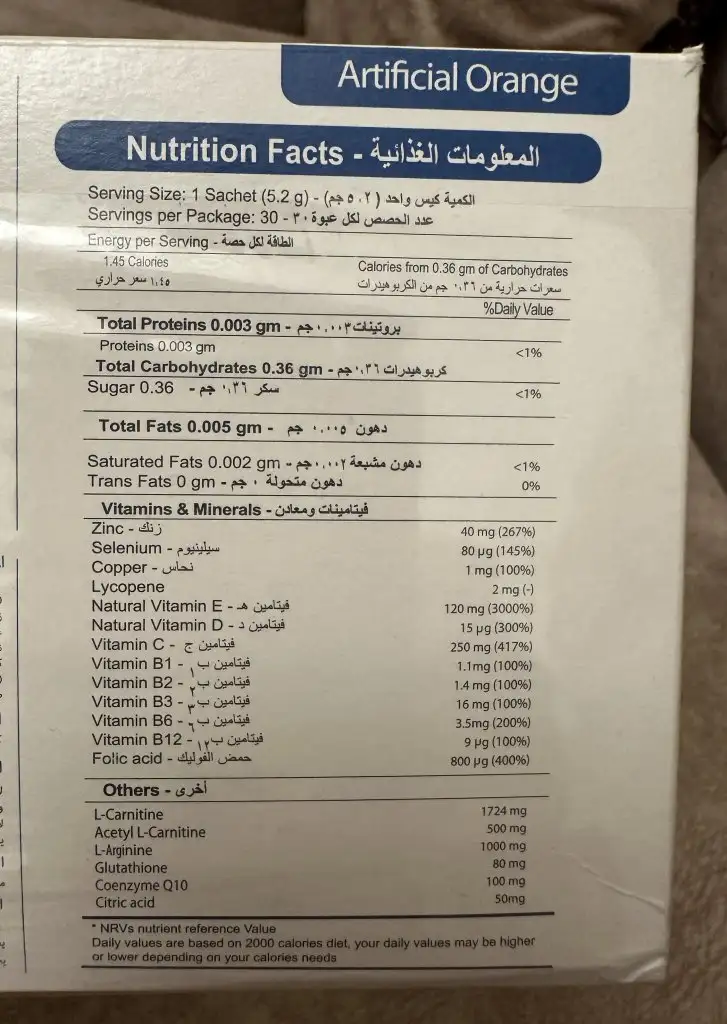 Artificial Orange
Nutrition Facts - المعلومات الغذائية
Serving Size: 1 Sachet (5.2 g) - الكمية كيس واحد ( ٥،٢ جم)
Servings per Package: 30 - عدد الحصص لكل عبوة ٣٠
Energy per Serving - الطاقة لكل حصة
1.45 Calories
١،٤٥ سعر حراري
Calories from 0.36 gm of Carbohydrates
سعرات حرارية من ٠،٣٦ جم من الكربوهيدرات
%Daily Value
Total Proteins 0.003 gm - بروتينات ٠،٠٠٣ جم
Proteins 0.003 gm <1%
Total Carbohydrates 0.36 gm - كربوهيدرات ٠،٣٦ جم
Sugar 0.36 - سكر ٠،٣٦ جم <1%
Total Fats 0.005 gm - دهون ٠،٠٠٥ جم
Saturated Fats 0.002 gm - دهون مشبعة ٠،٠٠٢ جم <1%
Trans Fats 0 gm - دهون متحولة ٠ جم 0%
Vitamins & Minerals - فيتامينات ومعادن
Zinc - زنك 40 mg (267%)
Selenium - سيلينيوم 80 µg (145%)
Copper - نحاس 1 mg (100%)
Lycopene 2 mg (-)
Natural Vitamin E - فيتامين هـ 120 mg (3000%)
Natural Vitamin D - فيتامين د 15 µg (300%)
Vitamin C - فيتامين ج 250 mg (417%)
Vitamin B1 - فيتامين ب١ 1.1mg (100%)
Vitamin B2 - فيتامين ب٢ 1.4 mg (100%)
Vitamin B3 - فيتامين ب٣ 16 mg (100%)
Vitamin B6 - فيتامين ب٦ 3.5mg (200%)
Vitamin B12 - فيتامين ب١٢ 9 µg (100%)
Folic acid - حمض الفوليك 800 µg (400%)
Others - أخرى
L-Carnitine 1724 mg
Acetyl L-Carnitine 500 mg
L-Arginine 1000 mg
Glutathione 80 mg
Coenzyme Q10 100 mg
Citric acid 50mg
* NRVs nutrient reference Value
Daily values are based on 2000 calories diet, your daily values may be higher
or lower depending on your calories needs